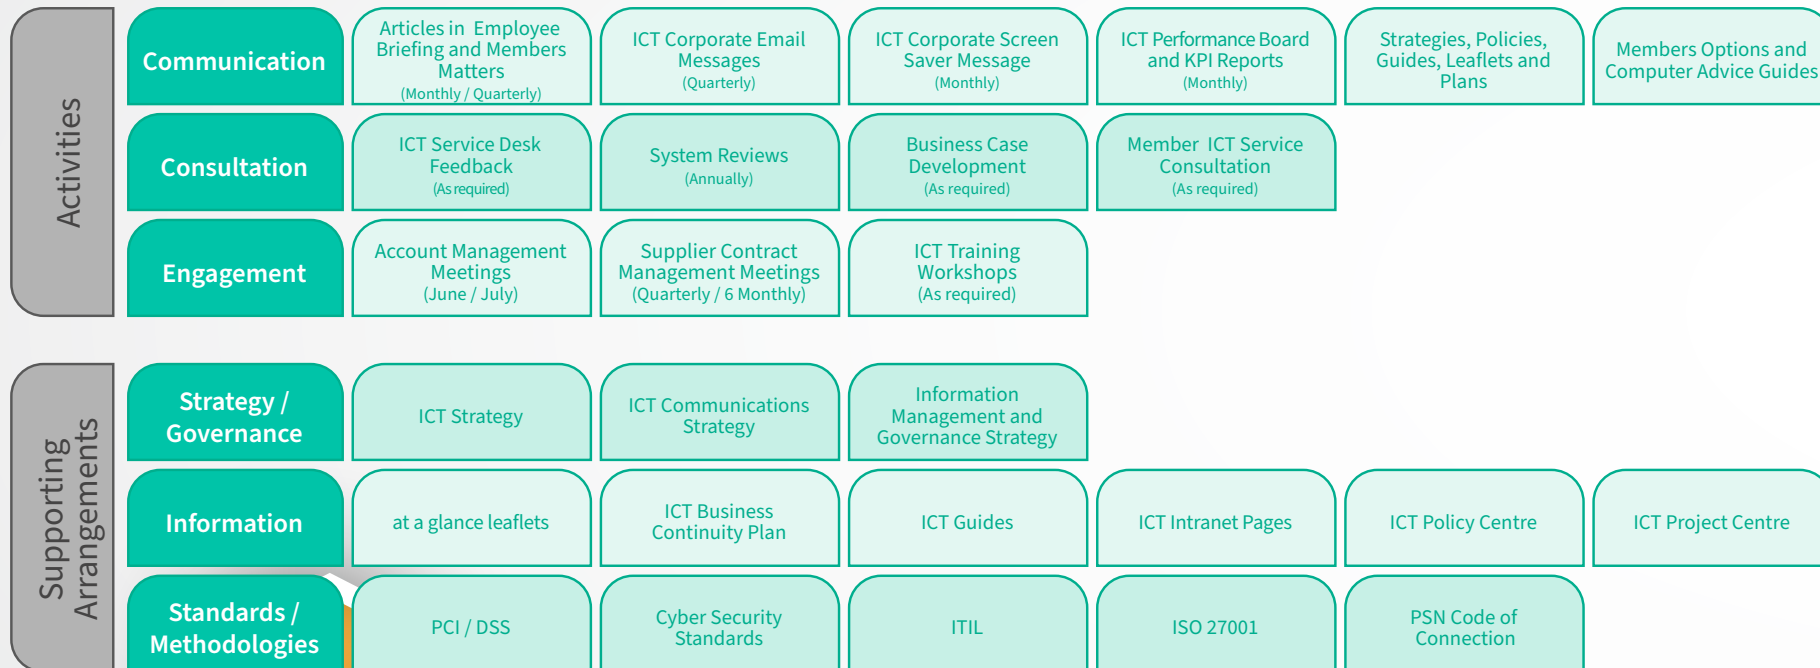 Activities
Communication
Articles in Employee
Briefing and Members
Matters
(Monthly / Quarterly)
ICT Corporate Email
Messages
(Quarterly)
ICT Corporate Screen
Saver Message
(Monthly)
ICT Performance Board
and KPI Reports
(Monthly)
Strategies, Policies,
Guides, Leaflets and
Plans
Members Options and
Computer Advice Guides
Consultation
ICT Service Desk
Feedback
(As required)
System Reviews
(Annually)
Business Case
Development
(As required)
Member ICT Service
Consultation
(As required)
Engagement
Account Management
Meetings
(June / July)
Supplier Contract
Management Meetings
(Quarterly / 6 Monthly)
ICT Training
Workshops
(As required)
Supporting
Arrangements
Strategy /
Governance
ICT Strategy
ICT Communications
Strategy
Information
Management and
Governance Strategy
Information
at a glance leaflets
ICT Business
Continuity Plan
ICT Guides
ICT Intranet Pages
ICT Policy Centre
ICT Project Centre
Standards /
Methodologies
PCI / DSS
Cyber Security
Standards
ITIL
ISO 27001
PSN Code of
Connection